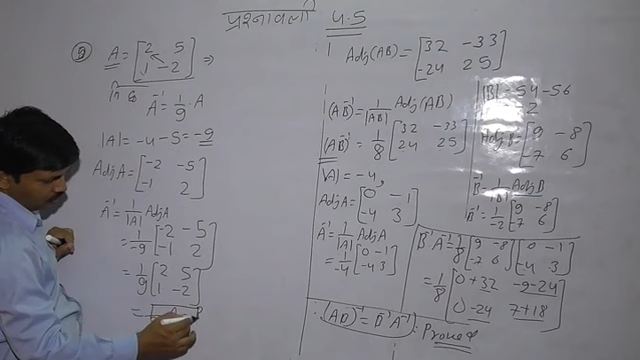 प्रश्नावली 4.5
⑨ A = [2 5
1 -2] ⇒
A⁻¹ = 1/9 · A
|A| = -4 - 5 = -9
Adj A = [-2 -5
-1 2]
A⁻¹ = 1/|A| Adj A
= 1/-9 [-2 -5
-1 2]
= 1/9 [2 5
1 -2]
=
Adj(AB) = [32 -33
-24 25]
(AB)⁻¹ = 1/|AB| Adj(AB)
(AB)⁻¹ = 1/8 [32 -33
24 25]
|A| = -4,
Adj A = [0 -1
-4 3]
A⁻¹ = 1/|A| Adj A
= 1/-4 [0 -1
-4 3]
∴ (AB)⁻¹ = B⁻¹A⁻¹ Proved
|B| = 54 - 56
2
Adj B = [9 -8
-7 6]
B⁻¹ = 1/|B| Adj B
B⁻¹ = 1/-2 [9 -8
-7 6]
B⁻¹A⁻¹ = 1/8 [9 -8
-7 6] [0 -1
-4 3]
= 1/8 [0+32 -9-24
0-24 7+18]